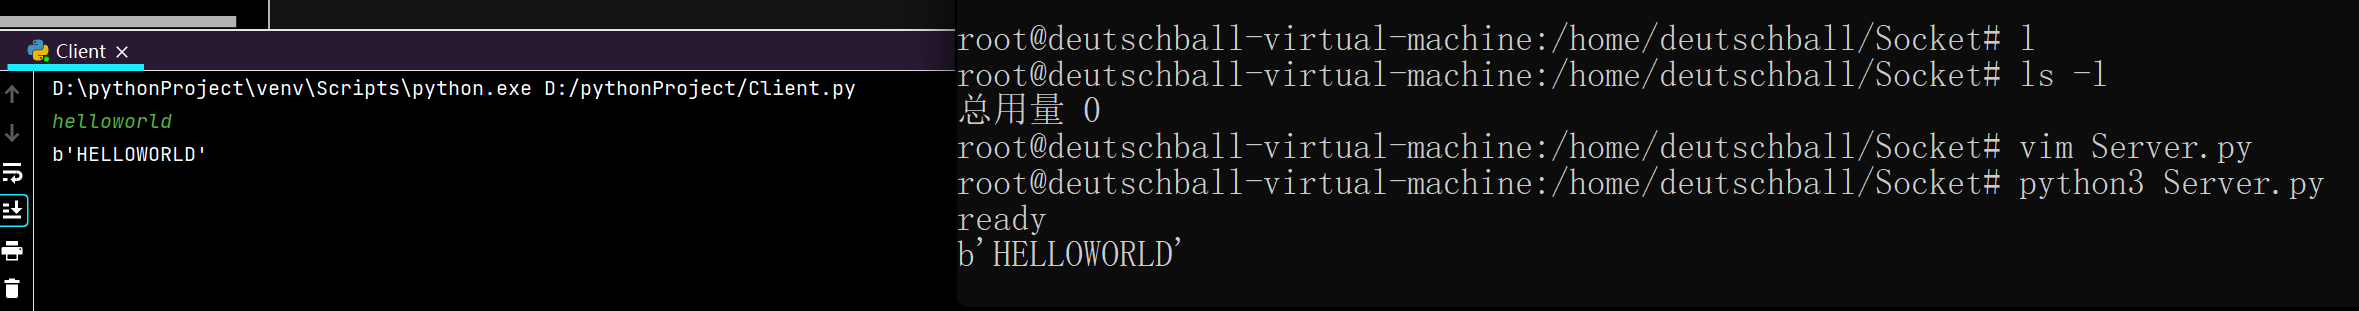 Client ×
D:\pythonProject\venv\Scripts\python.exe D:/pythonProject/Client.py
helloworld
b'HELLOWORLD'
root@deutschball-virtual-machine:/home/deutschball/Socket# l
root@deutschball-virtual-machine:/home/deutschball/Socket# ls -l
总用量 0
root@deutschball-virtual-machine:/home/deutschball/Socket# vim Server.py
root@deutschball-virtual-machine:/home/deutschball/Socket# python3 Server.py
ready
b'HELLOWORLD'